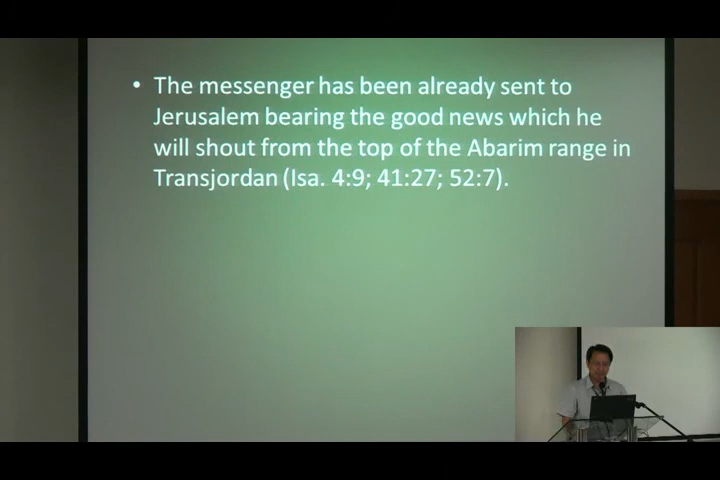 • The messenger has been already sent to
Jerusalem bearing the good news which he
will shout from the top of the Abarim range in
Transjordan (Isa. 4:9; 41:27; 52:7).